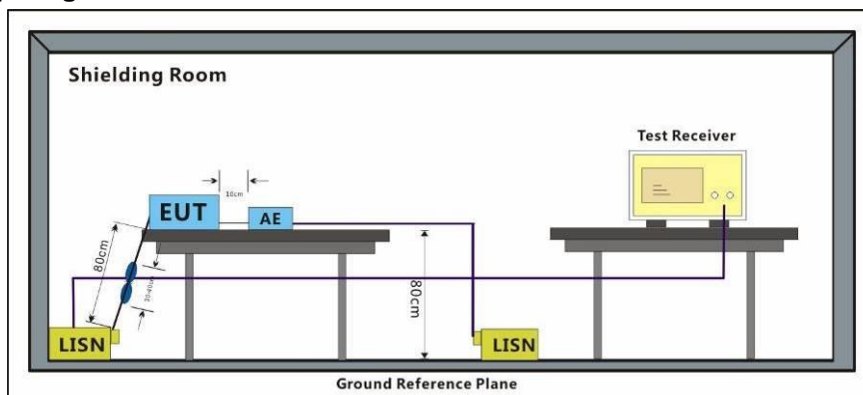 Shielding Room
Test Receiver
10cm
EUT
AE
80cm
80cm
LISN
LISN
Ground Reference Plane